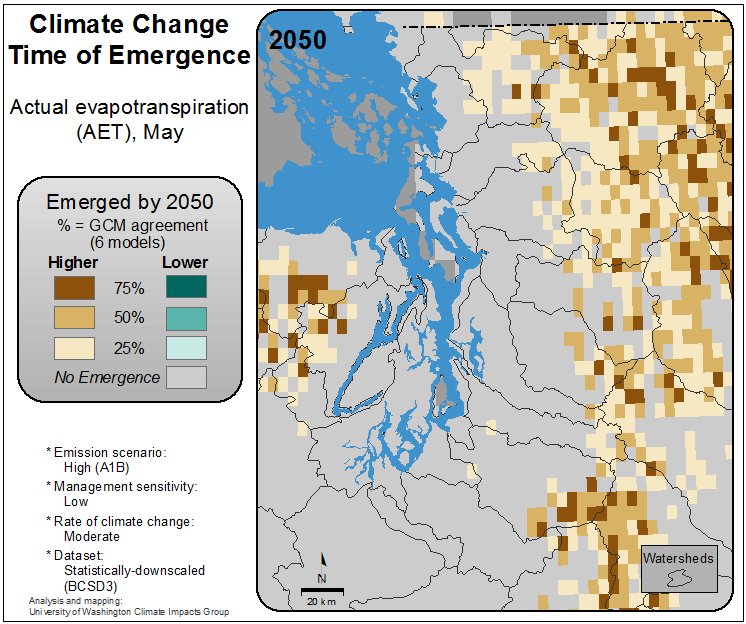 Climate Change
Time of Emergence
Actual evapotranspiration
(AET), May
Emerged by 2050
% = GCM agreement
(6 models)
Higher Lower
75%
50%
25%
No Emergence
* Emission scenario:
High (A1B)
* Management sensitivity:
Low
* Rate of climate change:
Moderate
* Dataset:
Statistically-downscaled
(BCSD3)
Analysis and mapping:
University of Washington Climate Impacts Group
2050
N
20 km
Watersheds